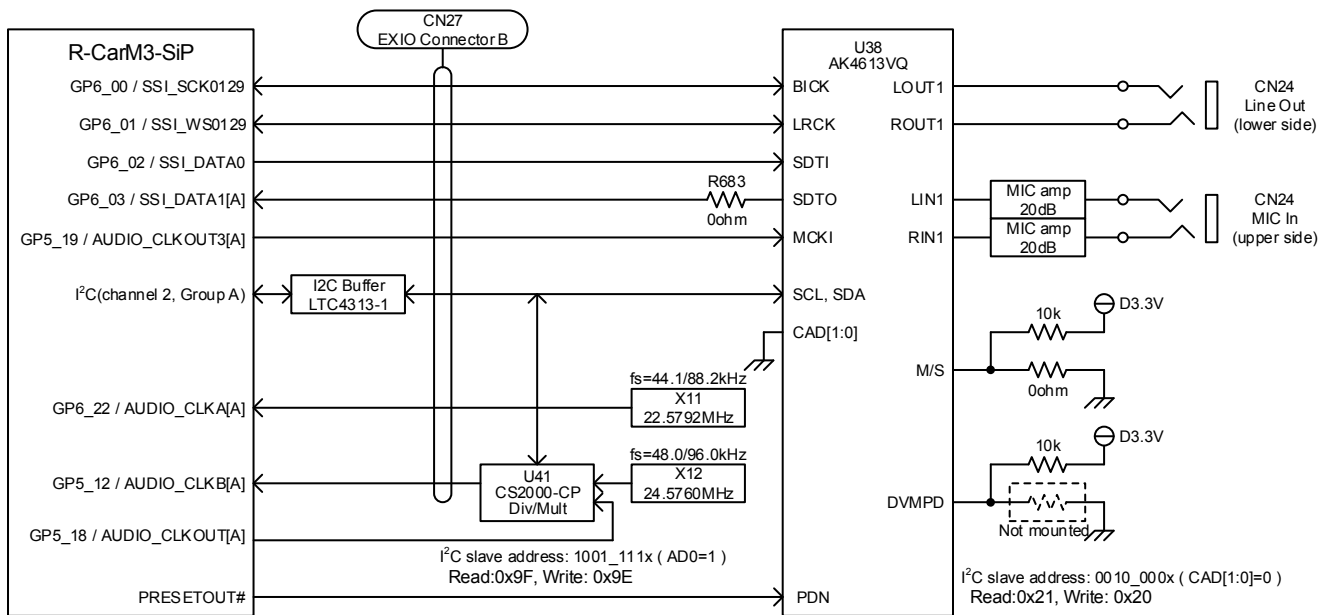 CN27
EXIO Connector B
R-CarM3-SiP
GP6_00 / SSI_SCK0129
GP6_01 / SSI_WS0129
GP6_02 / SSI_DATA0
GP6_03 / SSI_DATA1[A]
GP5_19 / AUDIO_CLKOUT3[A]
I²C(channel 2, Group A)
GP6_22 / AUDIO_CLKA[A]
GP5_12 / AUDIO_CLKB[A]
GP5_18 / AUDIO_CLKOUT[A]
PRESETOUT#
I2C Buffer
LTC4313-1
R683
0ohm
fs=44.1/88.2kHz
X11
22.5792MHz
fs=48.0/96.0kHz
X12
24.5760MHz
U41
CS2000-CP
Div/Mult
I²C slave address: 1001_111x ( AD0=1 )
Read:0x9F, Write: 0x9E
U38
AK4613VQ
BICK
LRCK
SDTI
SDTO
MCKI
SCL, SDA
CAD[1:0]
PDN
LOUT1
ROUT1
LIN1
RIN1
M/S
DVMPD
MIC amp
20dB
MIC amp
20dB
CN24
Line Out
(lower side)
CN24
MIC In
(upper side)
10k
D3.3V
0ohm
10k
D3.3V
Not mounted
I²C slave address: 0010_000x ( CAD[1:0]=0 )
Read:0x21, Write: 0x20